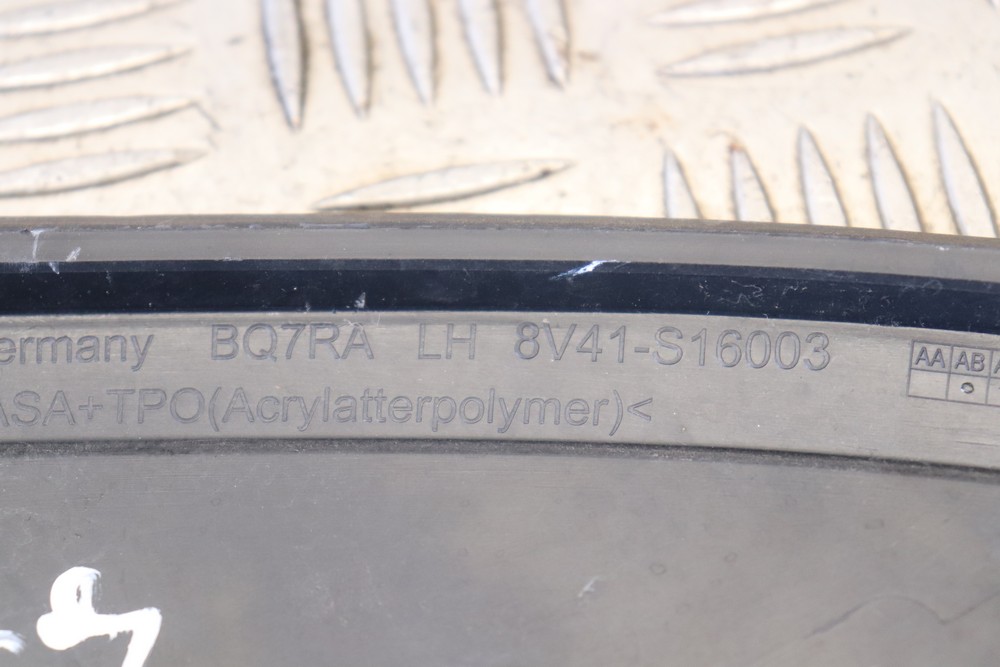 ermany BQ7RA LH 8V41-S16003
AA AB
ASA+TPO(Acrylatterpolymer)<